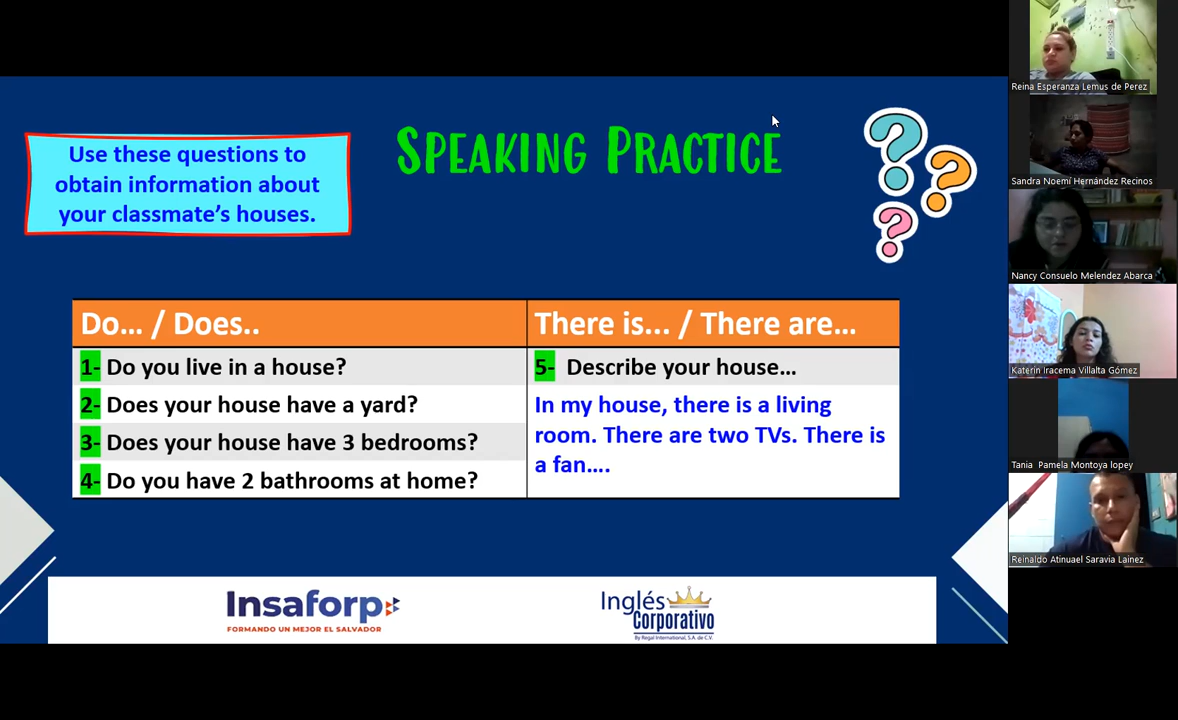 Use these questions to
obtain information about
your classmate's houses.
SPEAKING PRACTICE
Do... / Does..
There is... / There are...
1- Do you live in a house?
2- Does your house have a yard?
3- Does your house have 3 bedrooms?
4- Do you have 2 bathrooms at home?
5- Describe your house...
In my house, there is a living
room. There are two TVs. There is
a fan....
Insaforp
FORMANDO UN MEJOR EL SALVADOR
Inglés
Corporativo
By Regal International, S.A. de C.V.
Reina Esperanza Lemus de Perez
Sandra Noemí Hernández Recinos
Nancy Consuelo Melendez Abarca
Katerin Iracema Villalta Gómez
Tania Pamela Montoya lopey
Reinaldo Atinuael Saravia Lainez